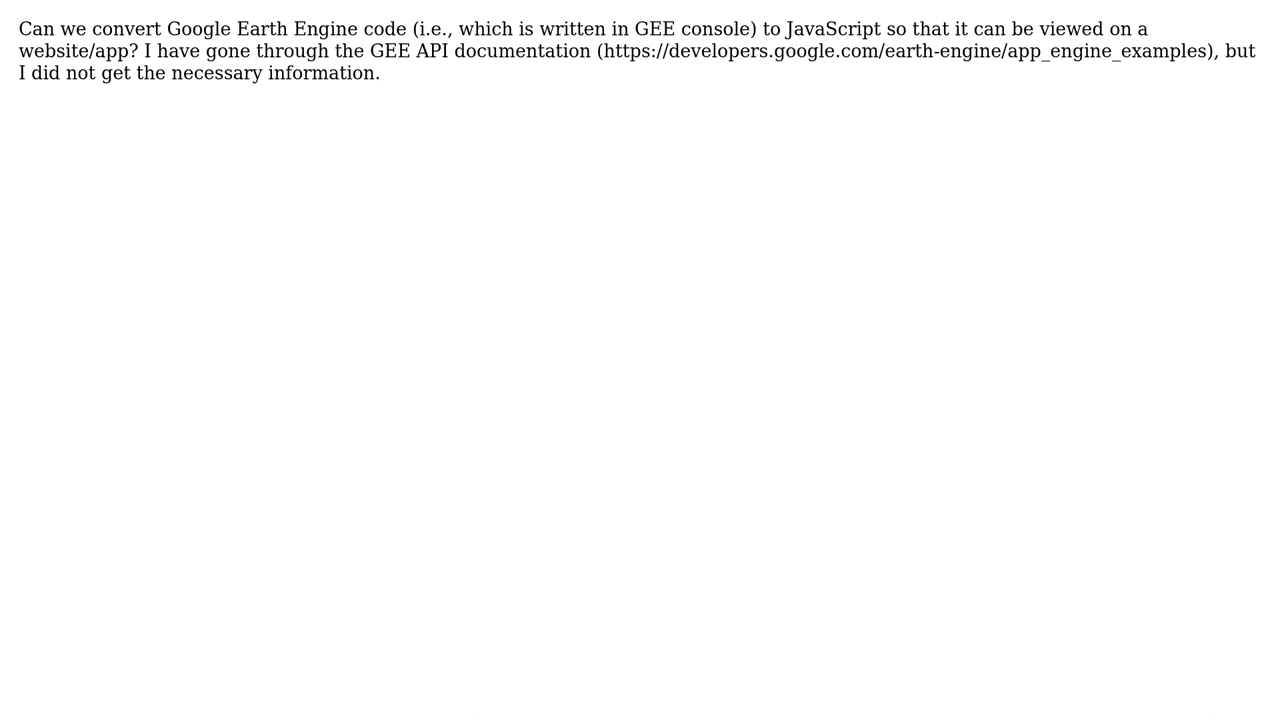 Can we convert Google Earth Engine code (i.e., which is written in GEE console) to JavaScript so that it can be viewed on a
website/app? I have gone through the GEE API documentation (https://developers.google.com/earth-engine/app_engine_examples), but
I did not get the necessary information.